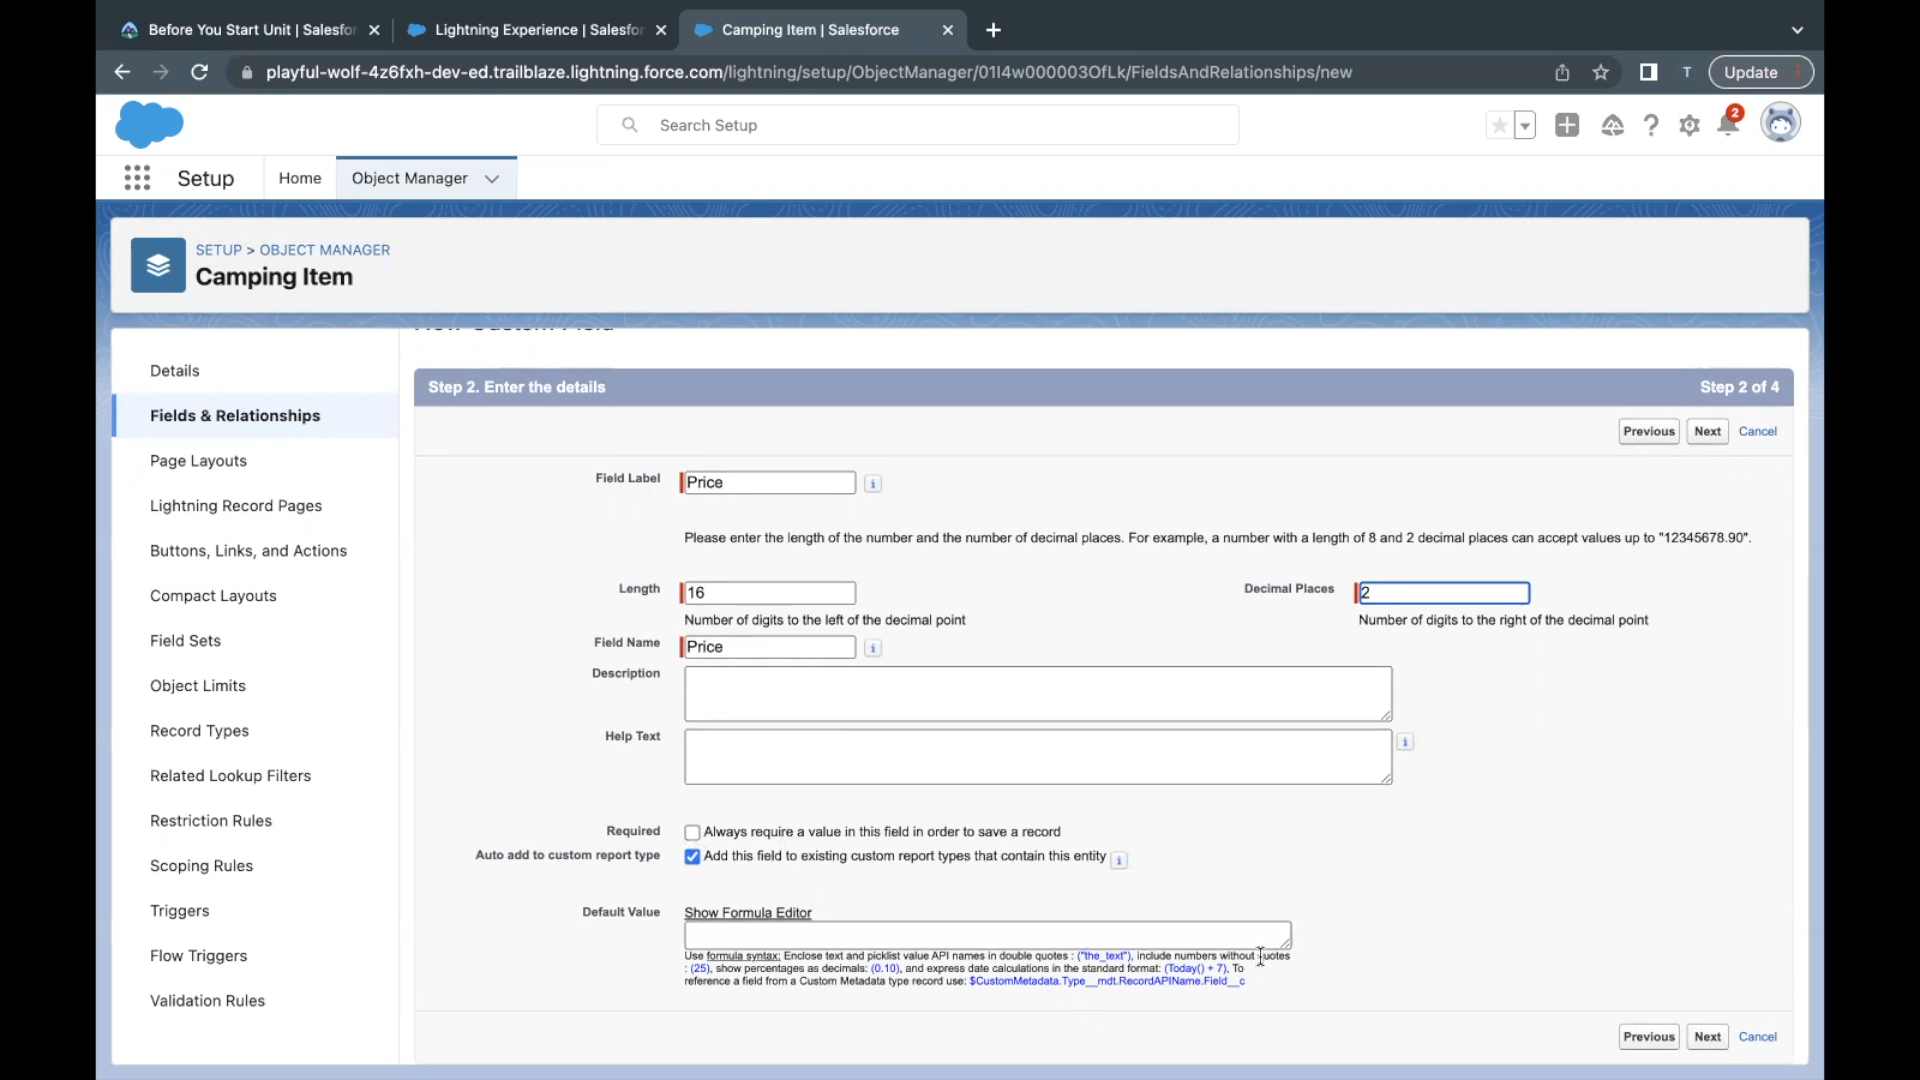 Before You Start Unit | Salesfor
Lightning Experience | Salesfor
Camping Item | Salesforce
playful-wolf-4z6fxh-dev-ed.trailblaze.lightning.force.com/lightning/setup/ObjectManager/01I4w000003OfLk/FieldsAndRelationships/new
T
Update
Search Setup
2
Setup
Home
Object Manager
SETUP > OBJECT MANAGER
Camping Item
Details
Fields & Relationships
Page Layouts
Lightning Record Pages
Buttons, Links, and Actions
Compact Layouts
Field Sets
Object Limits
Record Types
Related Lookup Filters
Restriction Rules
Scoping Rules
Triggers
Flow Triggers
Validation Rules
Step 2. Enter the details
Step 2 of 4
Previous Next Cancel
Field Label Price
Please enter the length of the number and the number of decimal places. For example, a number with a length of 8 and 2 decimal places can accept values up to "12345678.90".
Length 16
Decimal Places 2
Number of digits to the left of the decimal point
Number of digits to the right of the decimal point
Field Name Price
Description
Help Text
Required Always require a value in this field in order to save a record
Auto add to custom report type Add this field to existing custom report types that contain this entity
Default Value Show Formula Editor
Use formula syntax: Enclose text and picklist value API names in double quotes : ("the_text"), include numbers without quotes
: (25), show percentages as decimals: (0.10), and express date calculations in the standard format: (Today() + 7), To
reference a field from a Custom Metadata type record use: $CustomMetadata.Type__mdt.RecordAPIName.Field__c
Previous Next Cancel